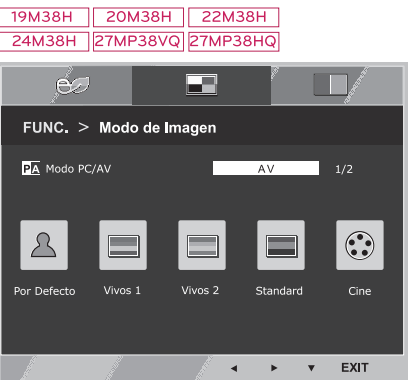 19M38H 20M38H 22M38H
24M38H 27MP38VQ 27MP38HQ
FUNC. > Modo de Imagen
PA Modo PC/AV AV 1/2
Por Defecto Vivos 1 Vivos 2 Standard Cine
EXIT